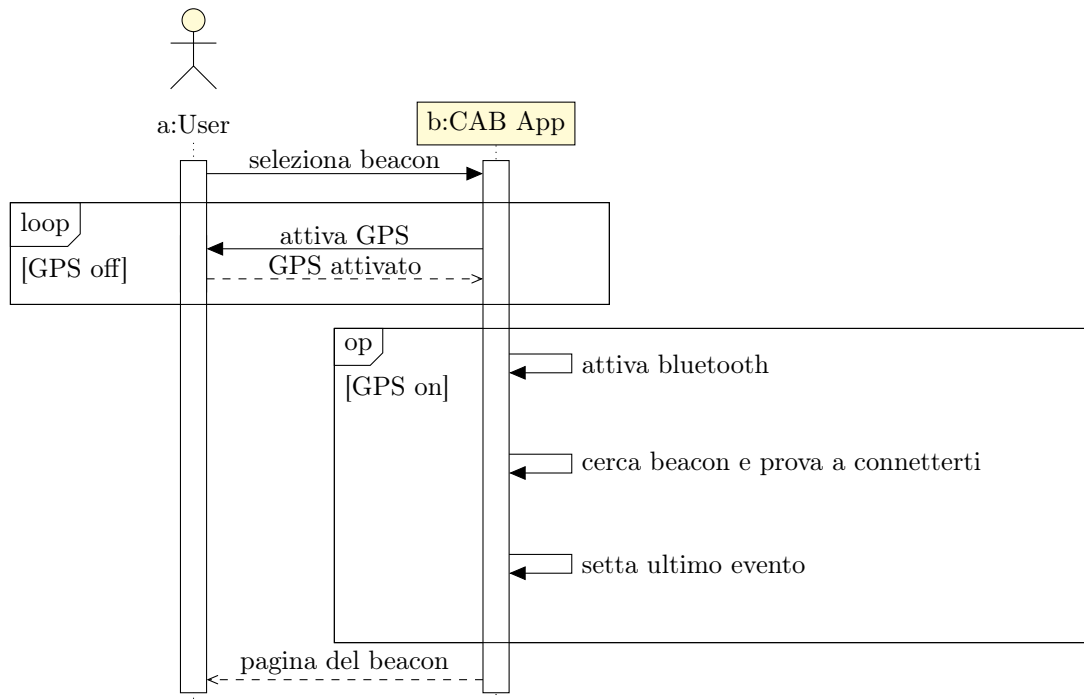 a:User
b:CAB App
seleziona beacon
loop
attiva GPS
[GPS off]
GPS attivato
op
attiva bluetooth
[GPS on]
cerca beacon e prova a connetterti
setta ultimo evento
pagina del beacon